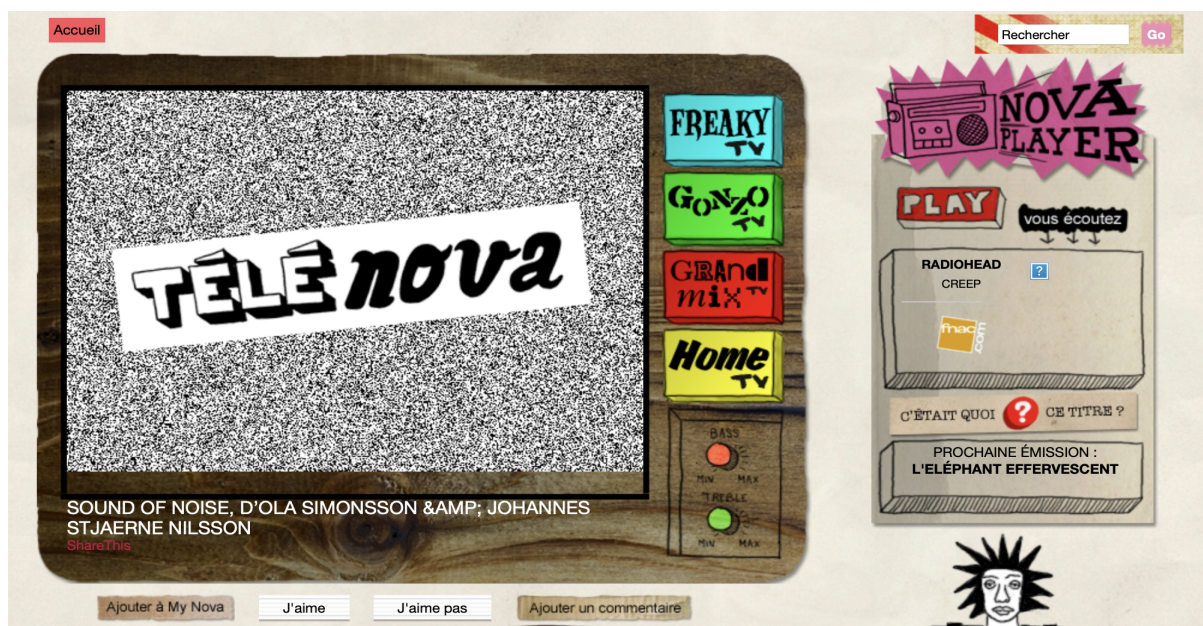 Accueil
Rechercher
Go
TÉLÉ nova
FREAKY
TV
GONZO
TV
GRAnd
mix TV
Home
TV
BASS
MIN MAX
TREBLE
MIN MAX
SOUND OF NOISE, D’OLA SIMONSSON &AMP; JOHANNES
STJAERNE NILSSON
ShareThis
Ajouter à My Nova
J'aime
J'aime pas
Ajouter un commentaire
NOVA
PLAYER
PLAY
vous écoutez
RADIOHEAD
?
CREEP
fnac.com
C'ÉTAIT QUOI ? CE TITRE ?
PROCHAINE ÉMISSION :
L'ELÉPHANT EFFERVESCENT